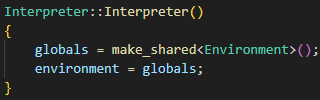 Interpreter::Interpreter()
{
    globals = make_shared<Environment>();
    environment = globals;
}